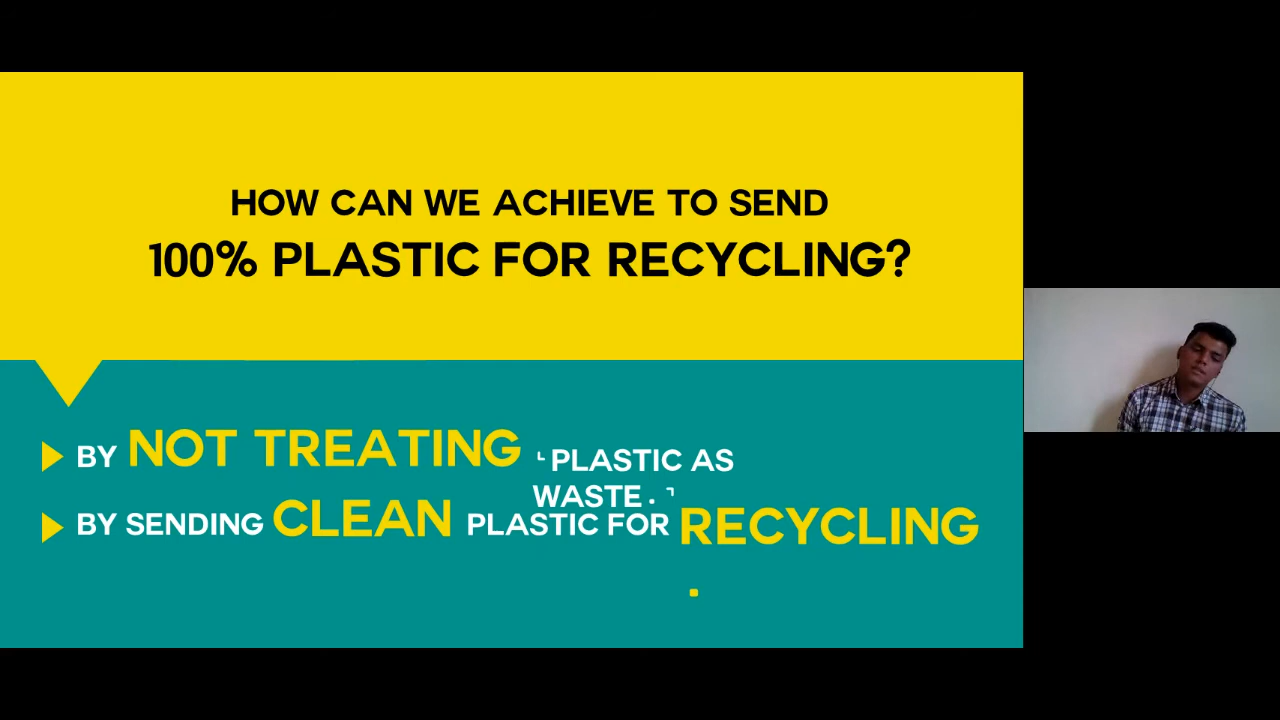 HOW CAN WE ACHIEVE TO SEND
100% PLASTIC FOR RECYCLING?
BY NOT TREATING ⌞PLASTIC AS
WASTE.⌝
BY SENDING CLEAN PLASTIC FOR RECYCLING
.